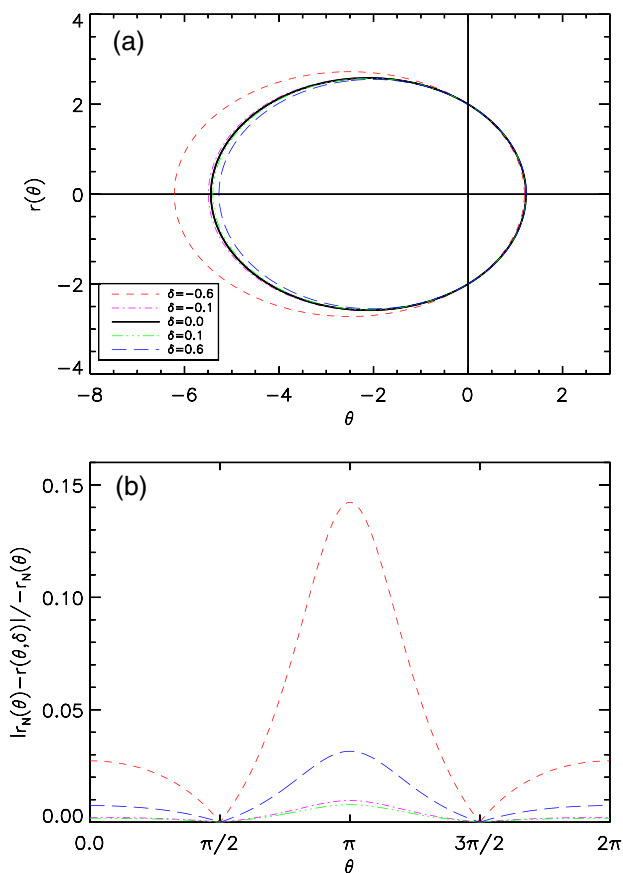 (a)
r(θ)
4
2
0
−2
−4
δ=−0.6
δ=−0.1
δ=0.0
δ=0.1
δ=0.6
−8 −6 −4 −2 0 2
θ
(b)
|r_N(θ)−r(θ,δ)|/−r_N(θ)
0.15
0.10
0.05
0.00
0.0 π/2 π 3π/2 2π
θ